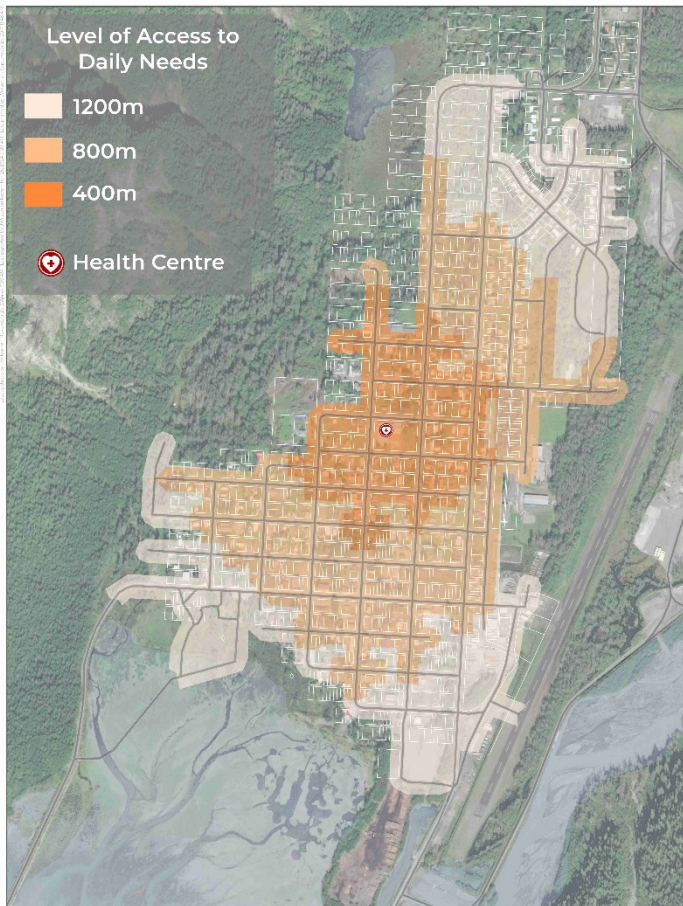 Level of Access to
Daily Needs
1200m
800m
400m
Health Centre